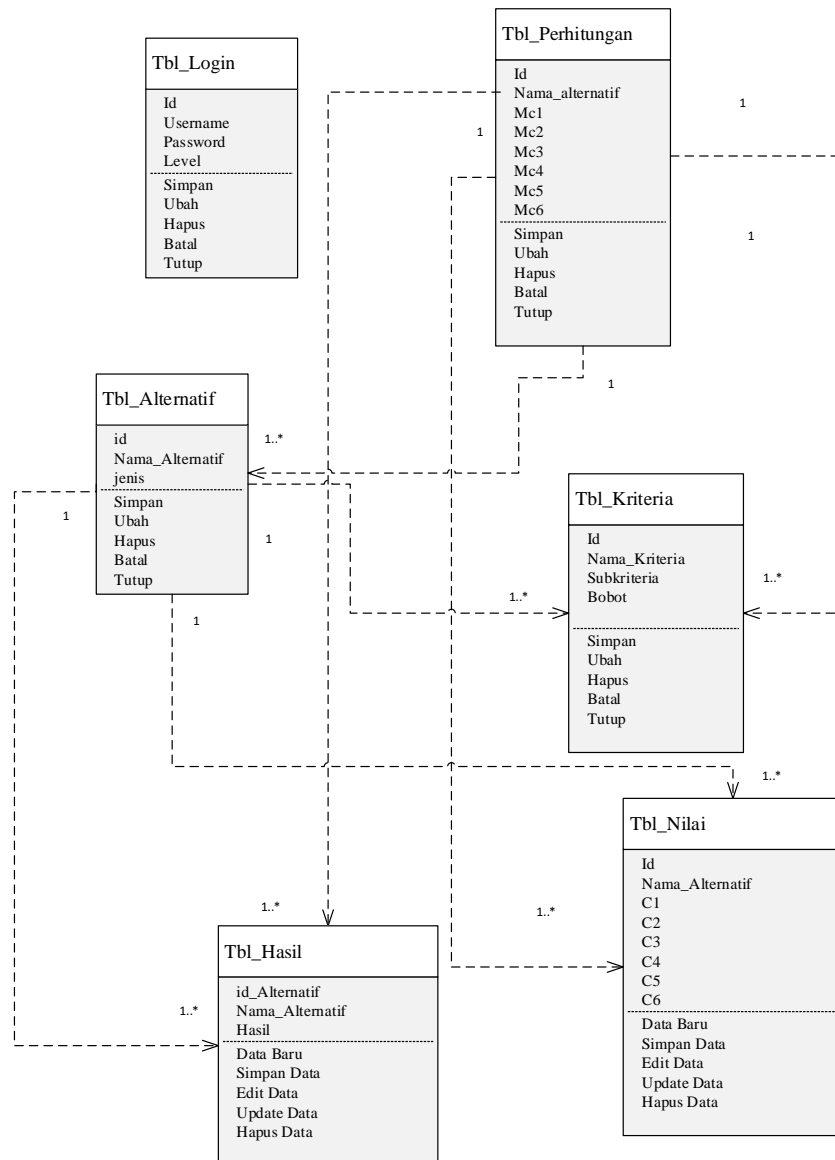 Tbl_Login
Id
Username
Password
Level
Simpan
Ubah
Hapus
Batal
Tutup
Tbl_Perhitungan
Id
Nama_alternatif
Mc1
Mc2
Mc3
Mc4
Mc5
Mc6
Simpan
Ubah
Hapus
Batal
Tutup
1
1
1
1
Tbl_Alternatif
id
Nama_Alternatif
jenis
Simpan
Ubah
Hapus
Batal
Tutup
1..*
1
1
1
Tbl_Kriteria
Id
Nama_Kriteria
Subkriteria
Bobot
Simpan
Ubah
Hapus
Batal
Tutup
1..*
1..*
1..*
Tbl_Nilai
Id
Nama_Alternatif
C1
C2
C3
C4
C5
C6
Data Baru
Simpan Data
Edit Data
Update Data
Hapus Data
1..*
1..*
1..*
Tbl_Hasil
id_Alternatif
Nama_Alternatif
Hasil
Data Baru
Simpan Data
Edit Data
Update Data
Hapus Data